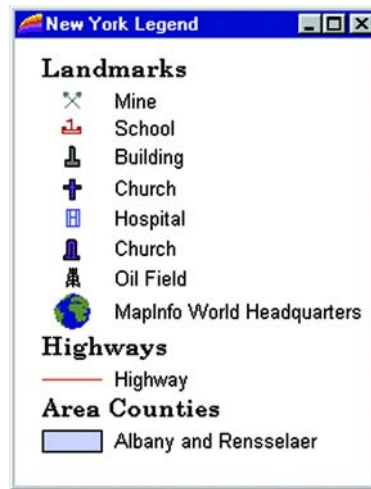 New York Legend
Landmarks
Mine
School
Building
Church
H Hospital
Church
Oil Field
MapInfo World Headquarters
Highways
Highway
Area Counties
Albany and Rensselaer